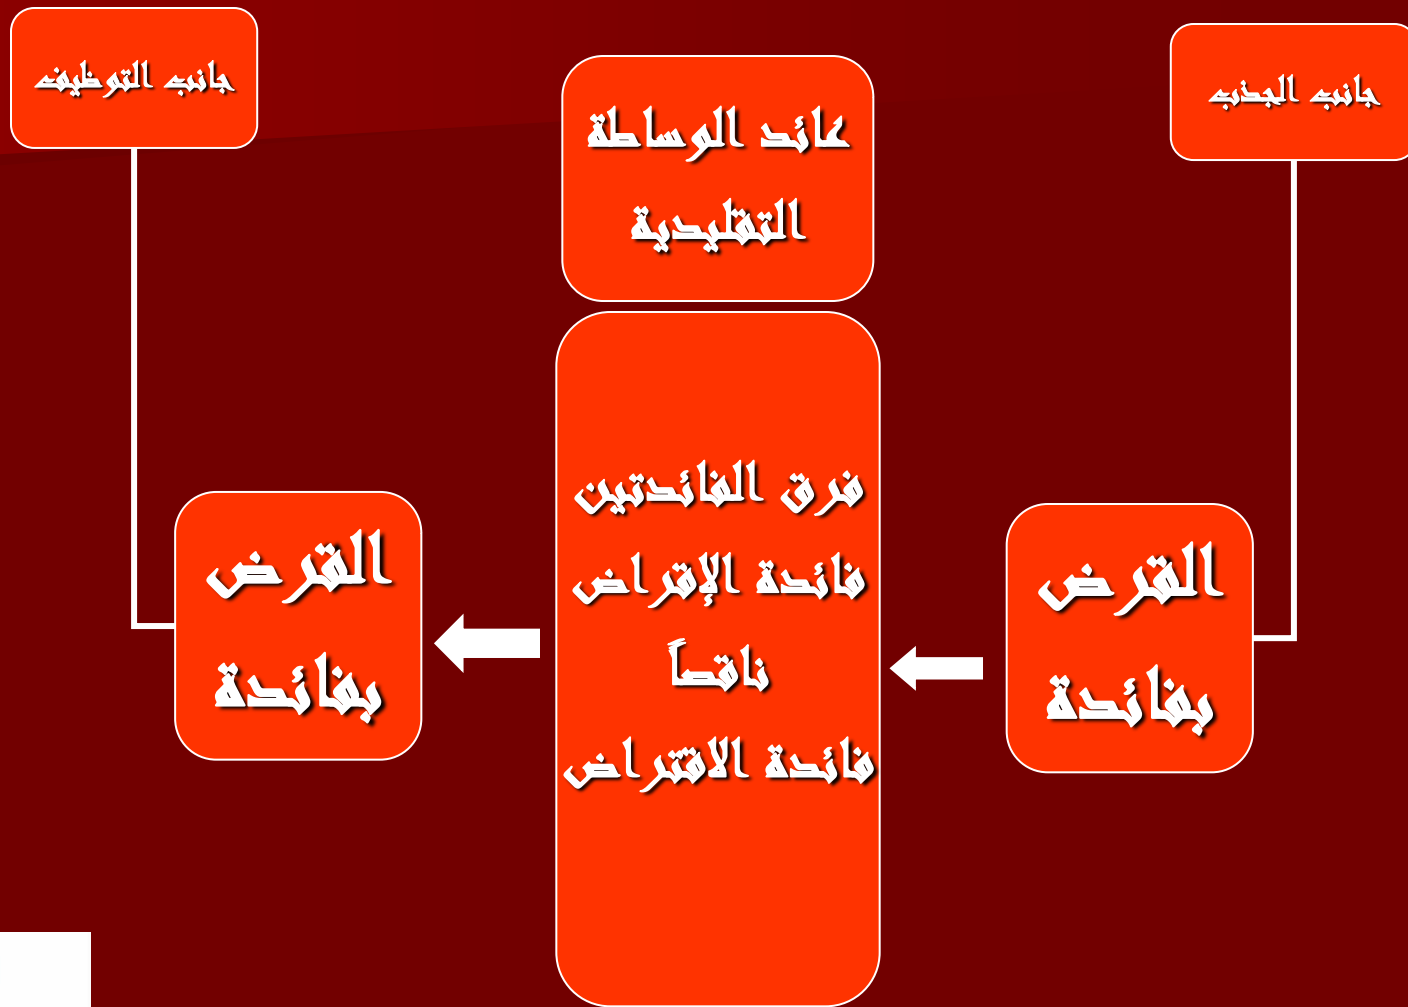 جانب الجذب
عائد الوساطة
التقليدية
جانب التوظيف
القرض
بفائدة
فرق الفائدتين
فائدة الإقراض
ناقصاً
فائدة الاقتراض
القرض
بفائدة